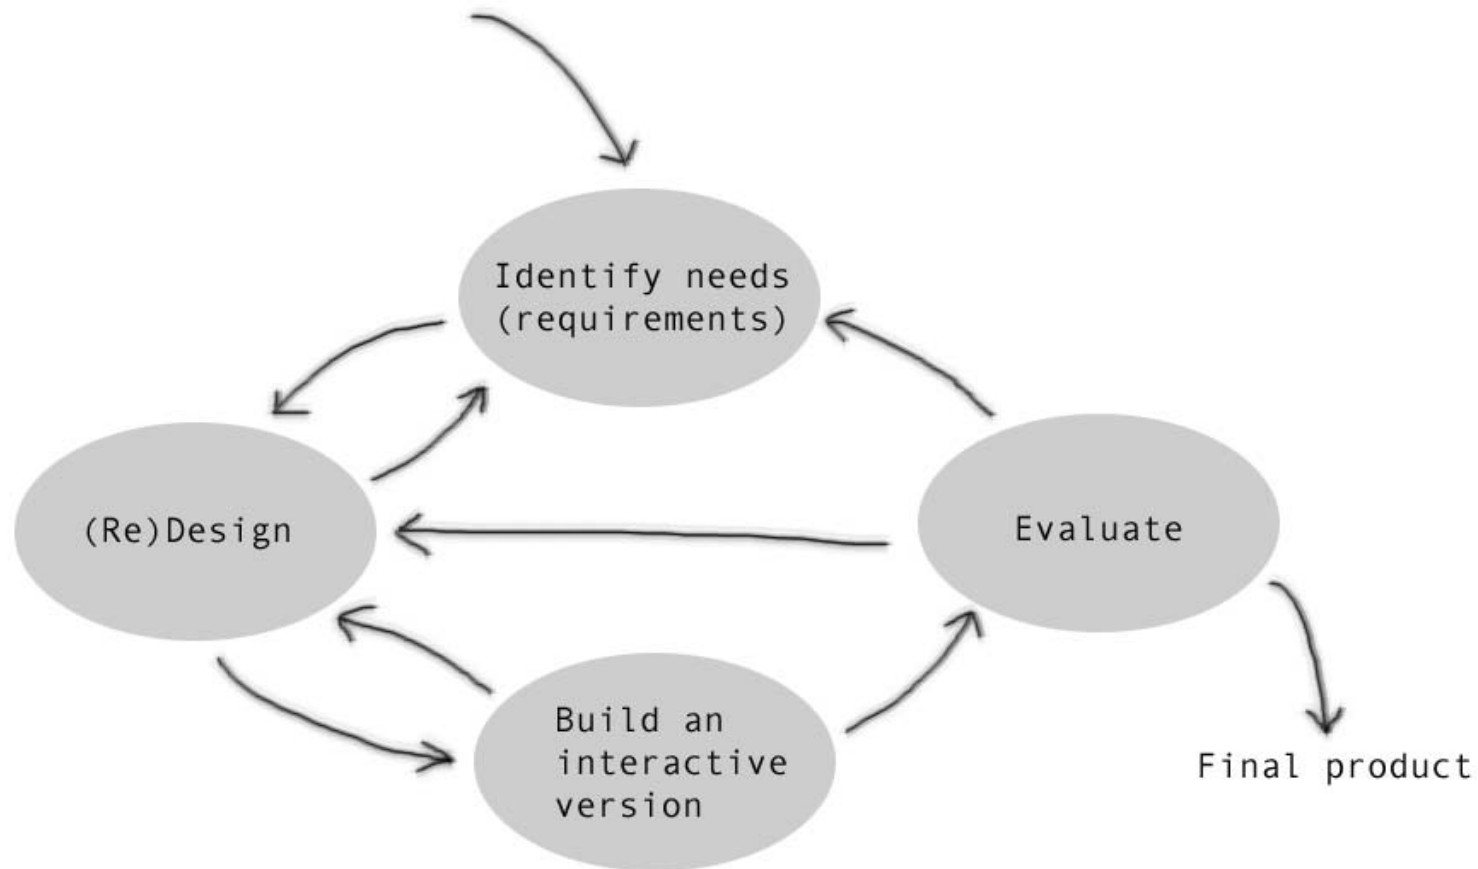 Identify needs
(requirements)
(Re)Design
Evaluate
Build an
interactive
version
Final product